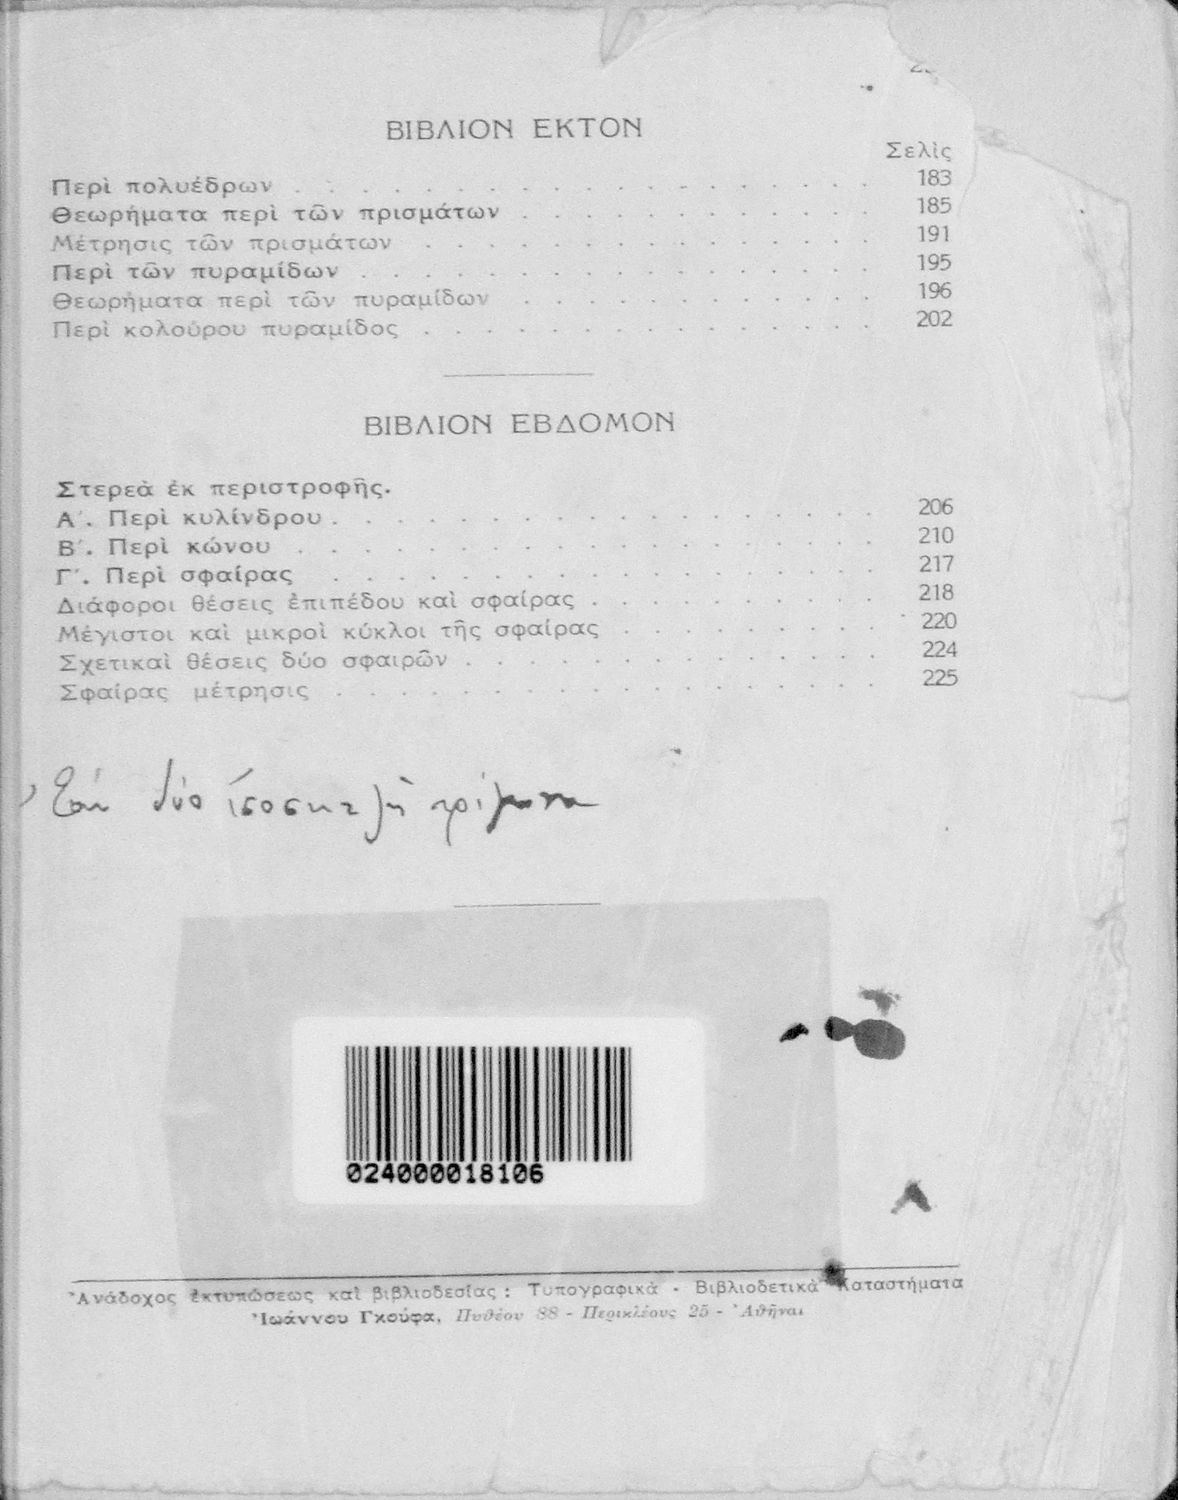 ΒΙΒΛΙΟΝ ΕΚΤΟΝ
Σελὶς
Περὶ πολυέδρων . . . . . . . . . . . . . . . . . . 183
Θεωρήματα περὶ τῶν πρισμάτων . . . . . . . . . . . 185
Μέτρησις τῶν πρισμάτων . . . . . . . . . . . . . . 191
Περὶ τῶν πυραμίδων . . . . . . . . . . . . . . . . 195
Θεωρήματα περὶ τῶν πυραμίδων . . . . . . . . . . . 196
Περὶ κολούρου πυραμίδος . . . . . . . . . . . . . . 202
ΒΙΒΛΙΟΝ ΕΒΔΟΜΟΝ
Στερεὰ ἐκ περιστροφῆς.
Α΄. Περὶ κυλίνδρου . . . . . . . . . . . . . . . . . 206
Β΄. Περὶ κώνου . . . . . . . . . . . . . . . . . . 210
Γ΄. Περὶ σφαίρας . . . . . . . . . . . . . . . . . 217
Διάφοροι θέσεις ἐπιπέδου καὶ σφαίρας . . . . . . . . . 218
Μέγιστοι καὶ μικροὶ κύκλοι τῆς σφαίρας . . . . . . . . . 220
Σχετικαὶ θέσεις δύο σφαιρῶν . . . . . . . . . . . . . 224
Σφαίρας μέτρησις . . . . . . . . . . . . . . . . . 225
Ἐὰν δύο ἰσοσκελῆ τρίγωνα
024000018106
Ἀνάδοχος ἐκτυπώσεως καὶ βιβλιοδεσίας : Τυπογραφικὰ - Βιβλιοδετικὰ Καταστήματα
Ἰωάννου Γκούφα, Πυθέου 88 - Περικλέους 25 - Ἀθῆναι